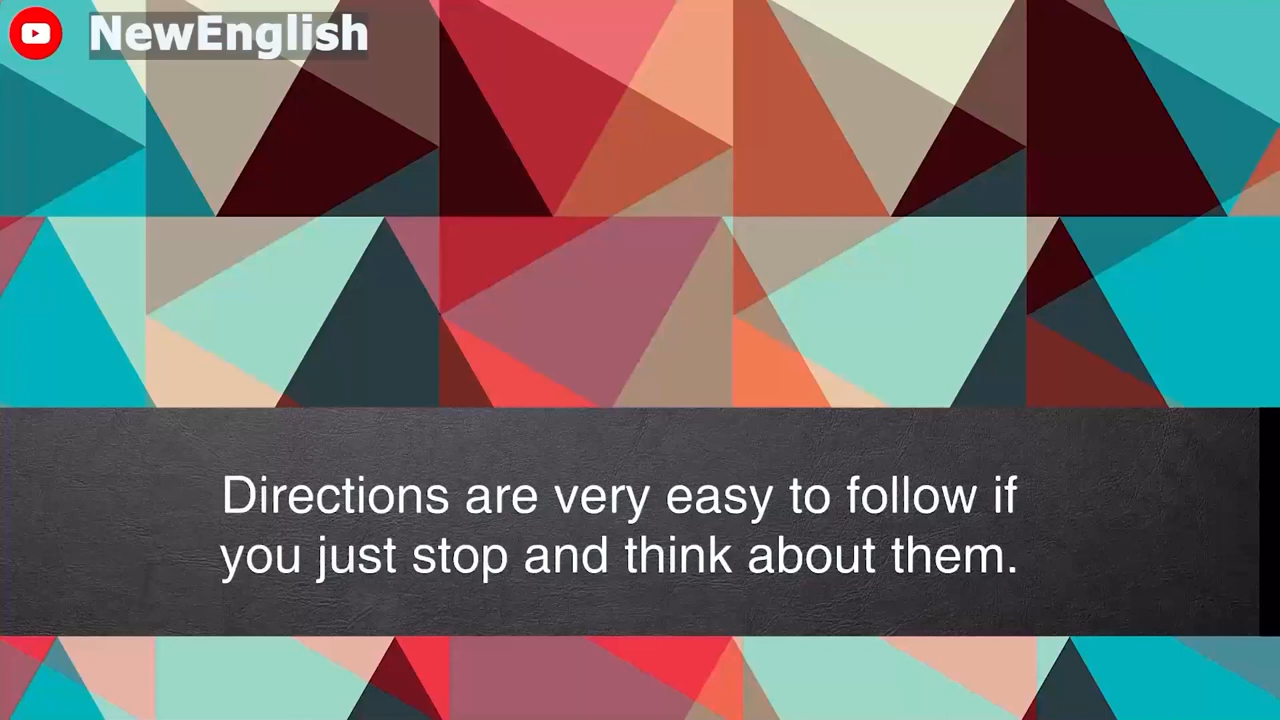 NewEnglish
Directions are very easy to follow if
you just stop and think about them.